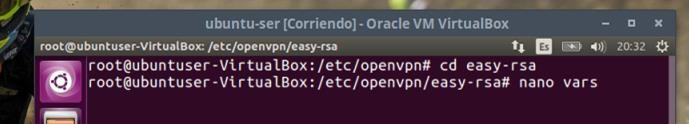 ubuntu-ser [Corriendo] - Oracle VM VirtualBox
root@ubuntuser-VirtualBox: /etc/openvpn/easy-rsa
Es
20:32
root@ubuntuser-VirtualBox:/etc/openvpn# cd easy-rsa
root@ubuntuser-VirtualBox:/etc/openvpn/easy-rsa# nano vars